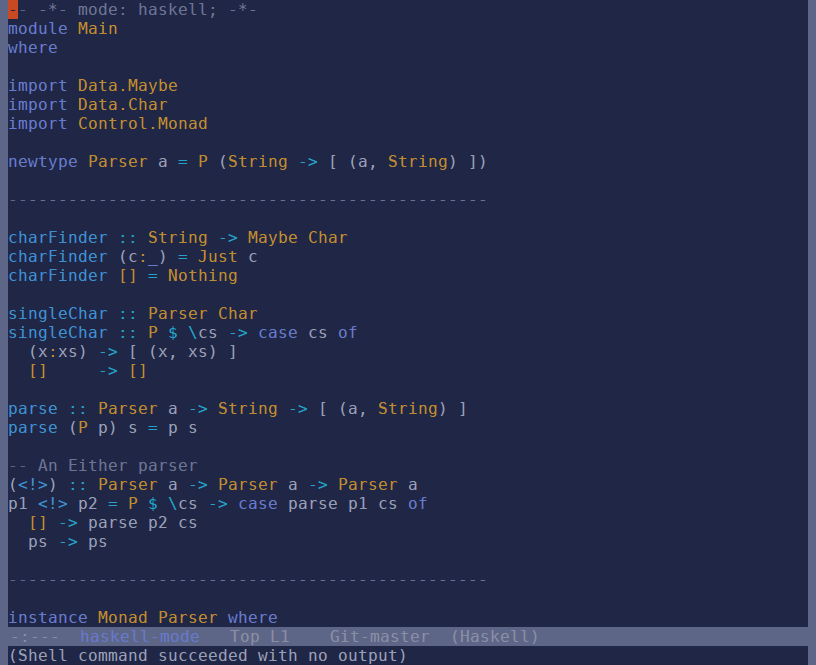 -- -*- mode: haskell; -*-
module Main
where

import Data.Maybe
import Data.Char
import Control.Monad

newtype Parser a = P (String -> [ (a, String) ])

------------------------------------------------

charFinder :: String -> Maybe Char
charFinder (c:_) = Just c
charFinder [] = Nothing

singleChar :: Parser Char
singleChar :: P $ \cs -> case cs of
  (x:xs) -> [ (x, xs) ]
  []     -> []

parse :: Parser a -> String -> [ (a, String) ]
parse (P p) s = p s

-- An Either parser
(<!>) :: Parser a -> Parser a -> Parser a
p1 <!> p2 = P $ \cs -> case parse p1 cs of
  [] -> parse p2 cs
  ps -> ps

------------------------------------------------

instance Monad Parser where
-:---  haskell-mode   Top L1    Git-master  (Haskell)
(Shell command succeeded with no output)